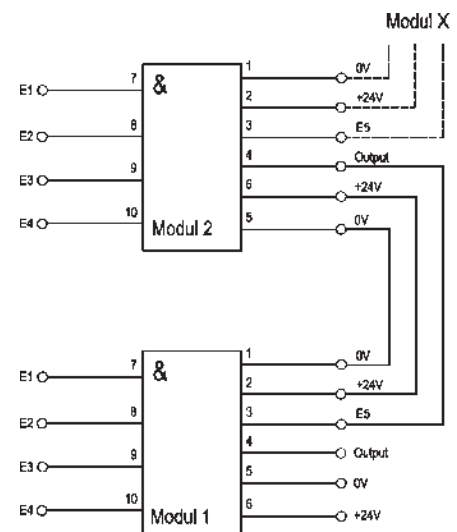 Modul X
1 0V
E1 7 & 2 +24V
E2 8 3 E5
4 Output
E3 9 6 +24V
E4 10 Modul 2 5 0V
E1 7 & 1 0V
2 +24V
E2 8 3 E5
E3 9 4 Output
5 0V
E4 10 Modul 1 6 +24V